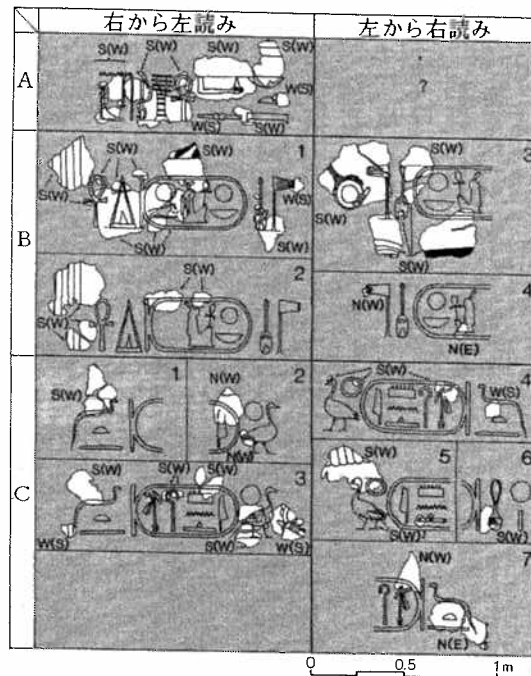 右から左読み 左から右読み
A
S(W) S(W) S(W) S(W)
W(S)
W(S) S(W)
?
B
1
S(W) S(W)
S(W) W(S)
S(W) S(W)
3
S(W)
S(W)
S(W)
2
S(W)
S(W)
4
N(W)
N(E)
C
1
S(W)
2
N(W)
N(W)
4
S(W) W(S)
3
S(W) S(W) S(W)
W(S) S(W) W(S)
5
S(W)
S(W)
6
S(W)
7
N(W)
N(E)
0 0.5 1m